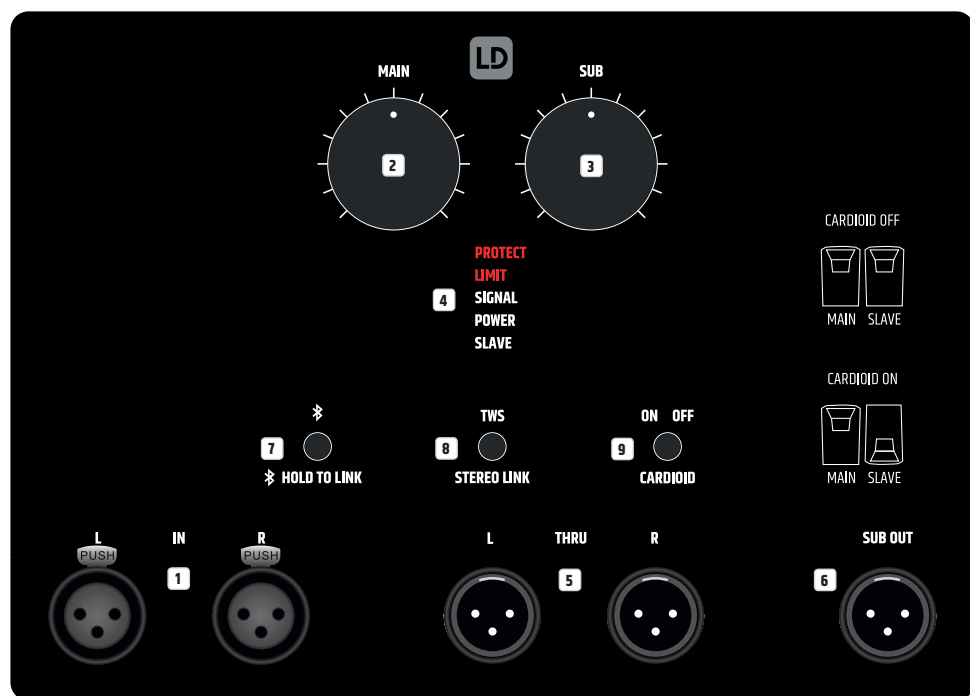 LD
MAIN
SUB
2
3
PROTECT
LIMIT
4
SIGNAL
POWER
SLAVE
CARDIOID OFF
MAIN SLAVE
CARDIOID ON
MAIN SLAVE
TWS
ON OFF
7
8
9
HOLD TO LINK
STEREO LINK
CARDIOID
L IN R
PUSH
PUSH
1
L THRU R
5
SUB OUT
6